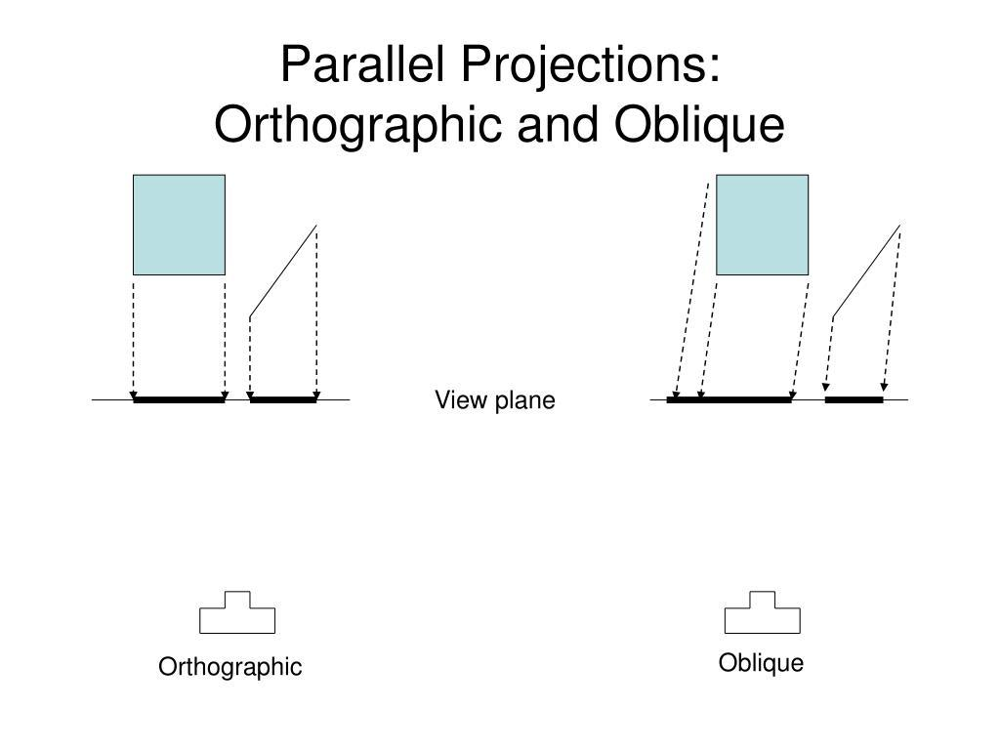 Parallel Projections:
Orthographic and Oblique
View plane
Orthographic
Oblique